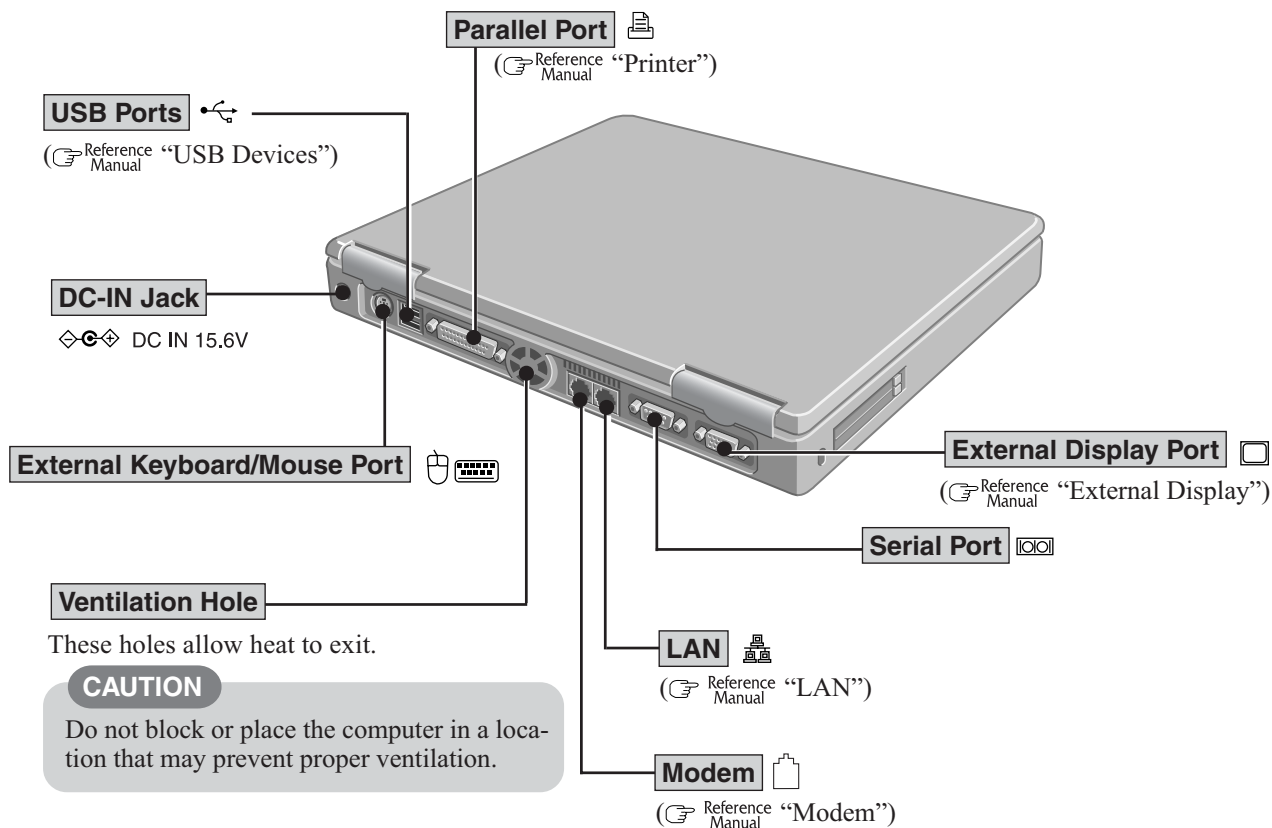 Parallel Port
(Reference Manual “Printer”)
USB Ports
(Reference Manual “USB Devices”)
DC-IN Jack
DC IN 15.6V
External Keyboard/Mouse Port
External Display Port
(Reference Manual “External Display”)
Serial Port
Ventilation Hole
These holes allow heat to exit.
CAUTION
Do not block or place the computer in a loca-
tion that may prevent proper ventilation.
LAN
(Reference Manual “LAN”)
Modem
(Reference Manual “Modem”)